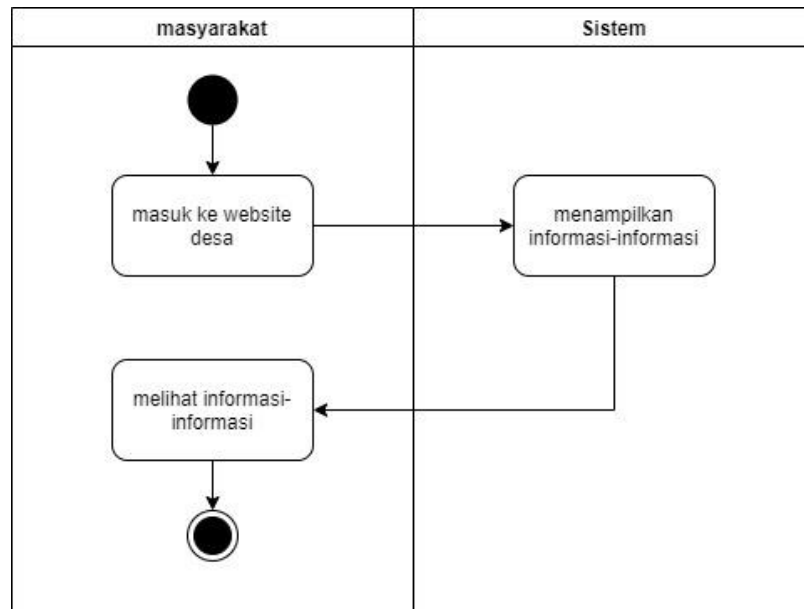 masyarakat
Sistem
masuk ke website
desa
menampilkan
informasi-informasi
melihat informasi-
informasi